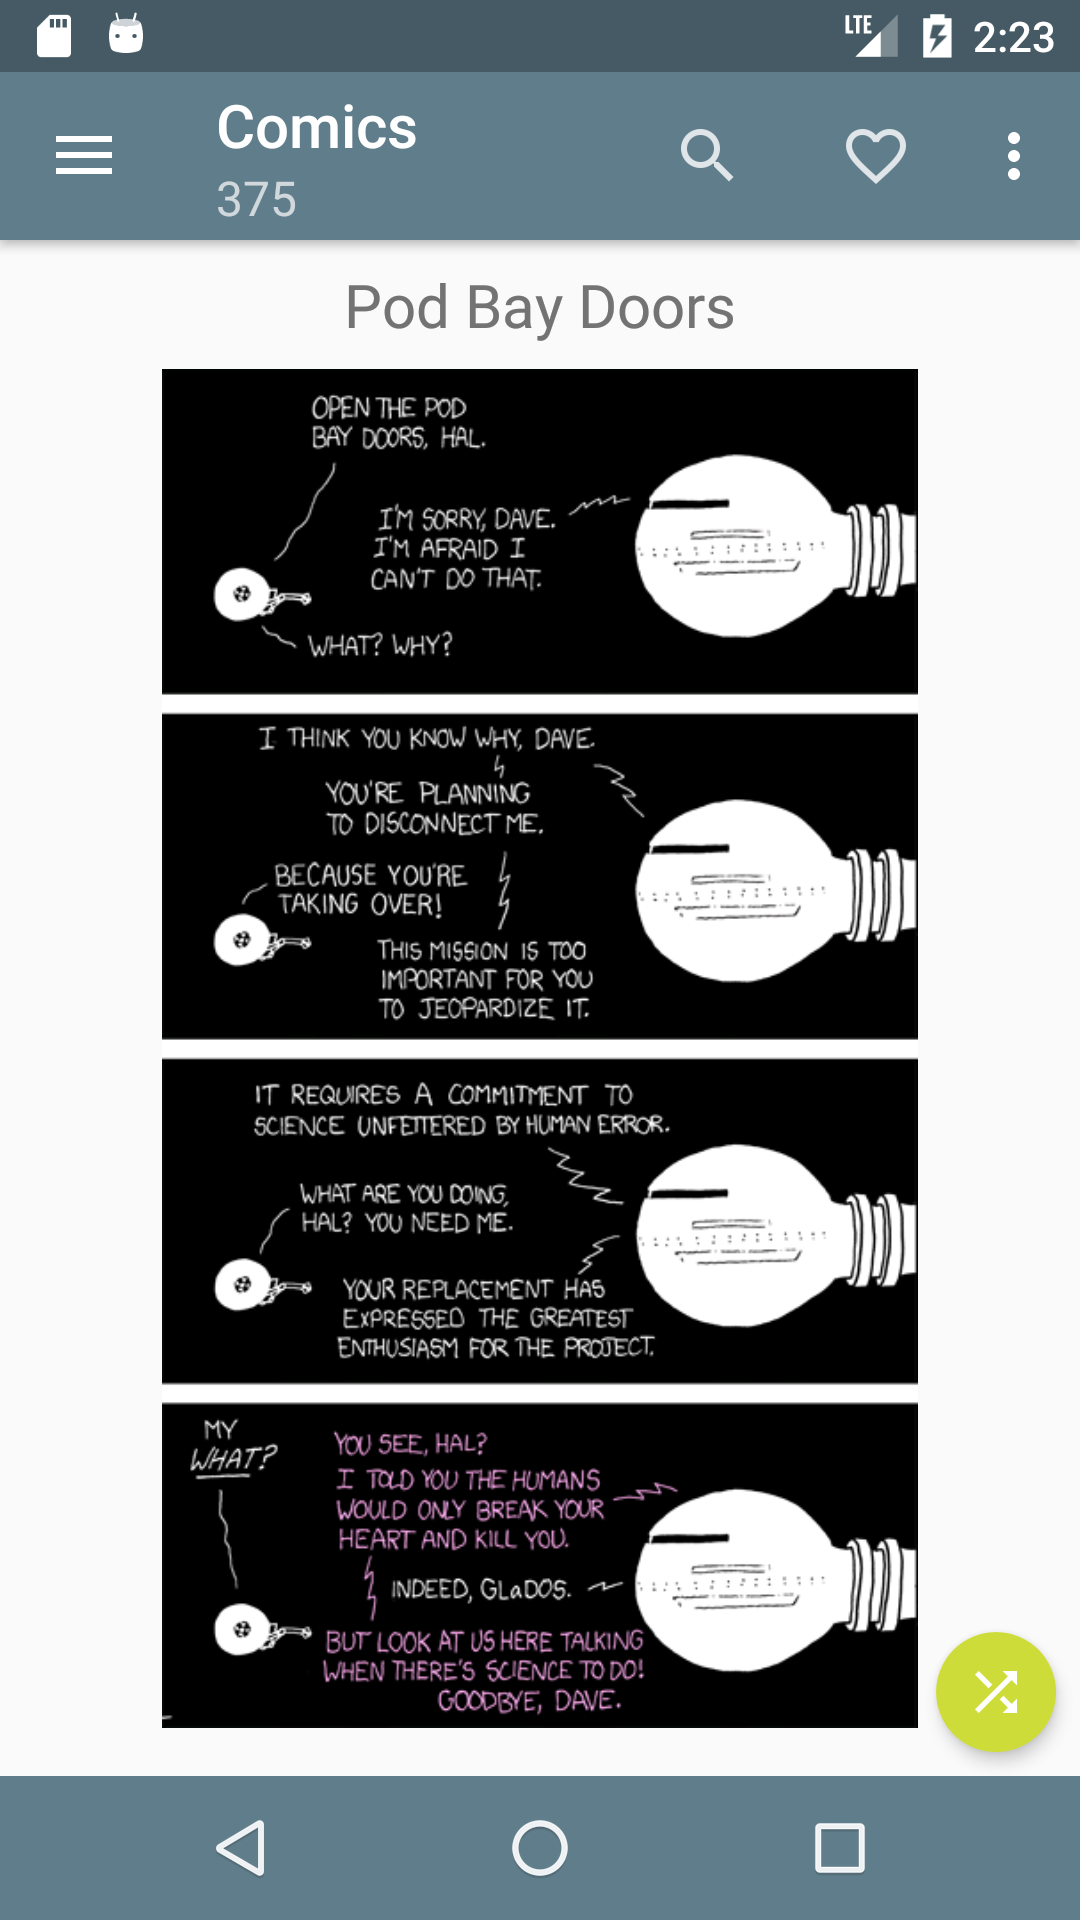 LTE
2:23
Comics
375
Pod Bay Doors
OPEN THE POD
BAY DOORS, HAL.
I'M SORRY, DAVE.
I'M AFRAID I
CAN'T DO THAT.
WHAT? WHY?
I THINK YOU KNOW WHY, DAVE.
YOU'RE PLANNING
TO DISCONNECT ME.
BECAUSE YOU'RE
TAKING OVER!
THIS MISSION IS TOO
IMPORTANT FOR YOU
TO JEOPARDIZE IT.
IT REQUIRES A COMMITMENT TO
SCIENCE UNFETTERED BY HUMAN ERROR.
WHAT ARE YOU DOING,
HAL? YOU NEED ME.
YOUR REPLACEMENT HAS
EXPRESSED THE GREATEST
ENTHUSIASM FOR THE PROJECT.
MY
WHAT?
YOU SEE, HAL?
I TOLD YOU THE HUMANS
WOULD ONLY BREAK YOUR
HEART AND KILL YOU.
INDEED, GLaDOS.
BUT LOOK AT US HERE TALKING
WHEN THERE'S SCIENCE TO DO!
GOODBYE, DAVE.